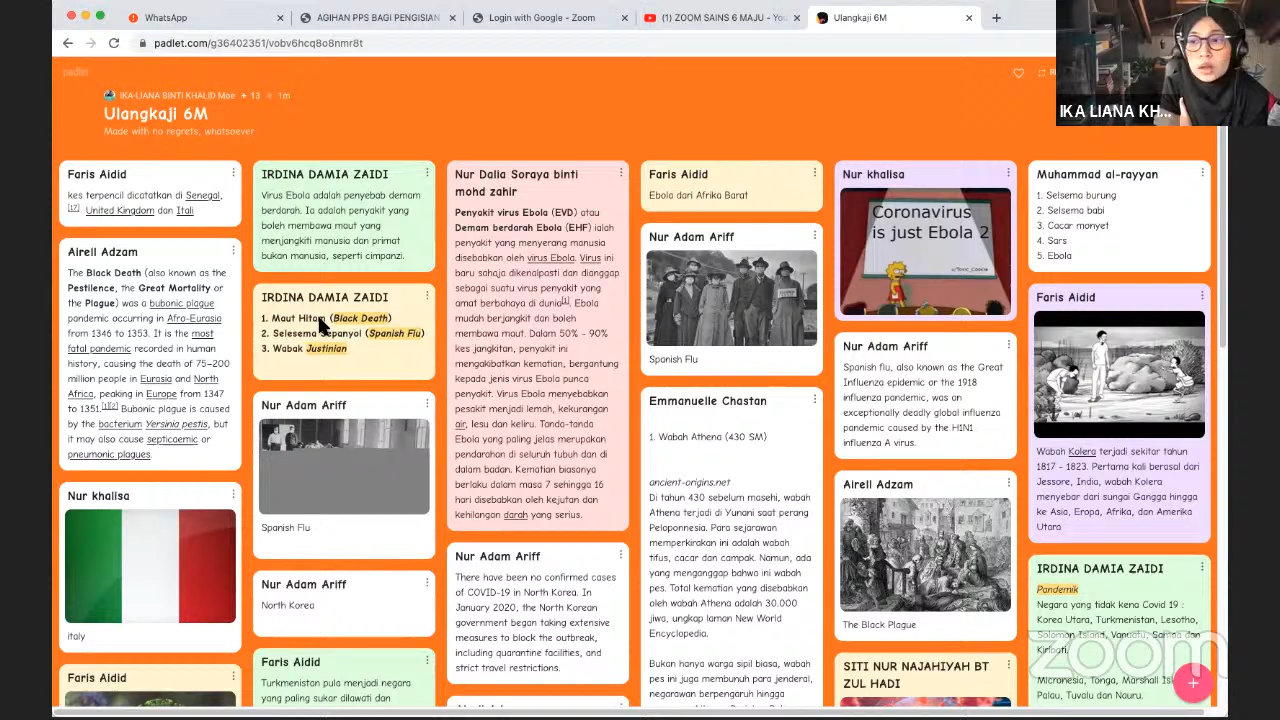 WhatsApp
AGIHAN PPS BAGI PENGISIAN
Login with Google - Zoom
(1) ZOOM SAINS 6 MAJU - You
Ulangkaji 6M
padlet.com/g36402351/vobv6hcq8o8nmr8t
padlet
IKA-LIANA BINTI KHALID Moe + 13 1m
Ulangkaji 6M
Made with no regrets, whatsoever
IKA LIANA KH...
Faris Aidid
kes terpencil dicatatkan di Senegal,
[17] United Kingdom dan Itali
Airell Adzam
The Black Death (also known as the
Pestilence, the Great Mortality or
the Plague) was a bubonic plague
pandemic occurring in Afro-Eurasia
from 1346 to 1353. It is the most
fatal pandemic recorded in human
history, causing the death of 75–200
million people in Eurasia and North
Africa, peaking in Europe from 1347
to 1351.[1][2] Bubonic plague is caused
by the bacterium Yersinia pestis, but
it may also cause septicaemic or
pneumonic plagues.
Nur khalisa
italy
Faris Aidid
IRDINA DAMIA ZAIDI
Virus Ebola adalah penyebab demam
berdarah. Ia adalah penyakit yang
boleh membawa maut yang
menjangkiti manusia dan primat
bukan manusia, seperti cimpanzi.
IRDINA DAMIA ZAIDI
1. Maut Hitam (Black Death)
2. Selesema Sepanyol (Spanish Flu)
3. Wabak Justinian
Nur Adam Ariff
Spanish Flu
Nur Adam Ariff
North Korea
Faris Aidid
Turkmenistan pula menjadi negara
yang paling sukar dilawati dan
Nur Dalia Soraya binti
mohd zahir
Penyakit virus Ebola (EVD) atau
Demam berdarah Ebola (EHF) ialah
penyakit yang menyerang manusia
disebabkan oleh virus Ebola. Virus ini
baru sahaja dikenalpasti dan dianggap
sebagai suatu virus penyakit yang
amat berbahaya di dunia[1]. Ebola
mudah berjangkit dan boleh
membawa maut. Dalam 50% - 90%
kes jangkitan, penyakit ini
mengakibatkan kematian, bergantung
kepada jenis virus Ebola punca
penyakit. Virus Ebola menyebabkan
pesakit menjadi lemah, kekurangan
air, lesu dan keliru. Tanda-tanda
Ebola yang paling jelas merupakan
pendarahan di seluruh tubuh dan di
dalam badan. Kematian biasanya
berlaku dalam masa 7 sehingga 16
hari disebabkan oleh kejutan dan
kehilangan darah yang serius.
Nur Adam Ariff
There have been no confirmed cases
of COVID-19 in North Korea. In
January 2020, the North Korean
government began taking extensive
measures to block the outbreak,
including quarantine facilities, and
strict travel restrictions.
Faris Aidid
Ebola dari Afrika Barat
Nur Adam Ariff
Spanish Flu
Emmanuelle Chastan
1. Wabah Athena (430 SM)
ancient-origins.net
Di tahun 430 sebelum masehi, wabah
Athena terjadi di Yunani saat perang
Peloponnesia. Para sejarawan
memperkirakan ini adalah wabah
tifus, cacar dan campak. Namun, ada
yang menganggap bahwa ini wabah
pes. Total kematian yang disebabkan
oleh wabah Athena adalah 30.000
jiwa, ungkap laman New World
Encyclopedia.
Bukan hanya warga sipil biasa, wabah
pes ini juga membunuh para jenderal,
negarawan berpengaruh hingga
Nur khalisa
Coronavirus
is just Ebola 2
Nur Adam Ariff
Spanish flu, also known as the Great
Influenza epidemic or the 1918
influenza pandemic, was an
exceptionally deadly global influenza
pandemic caused by the H1N1
influenza A virus.
Airell Adzam
The Black Plague
SITI NUR NAJAHIYAH BT
ZUL HADI
Muhammad al-rayyan
1. Selsema burung
2. Selsema babi
3. Cacar monyet
4. Sars
5. Ebola
Faris Aidid
Wabah Kolera terjadi sekitar tahun
1817 - 1823. Pertama kali berasal dari
Jessore, India, wabah Kolera
menyebar dari sungai Gangga hingga
ke Asia, Eropa, Afrika, dan Amerika
Utara
IRDINA DAMIA ZAIDI
Pandemik
Negara yang tidak kena Covid 19 :
Korea Utara, Turkmenistan, Lesotho,
Solomon Island, Vanuatu, Samoa dan
Kiribati.
Micronesia, Tonga, Marshall Is
Palau, Tuvalu dan Nauru.
zoom